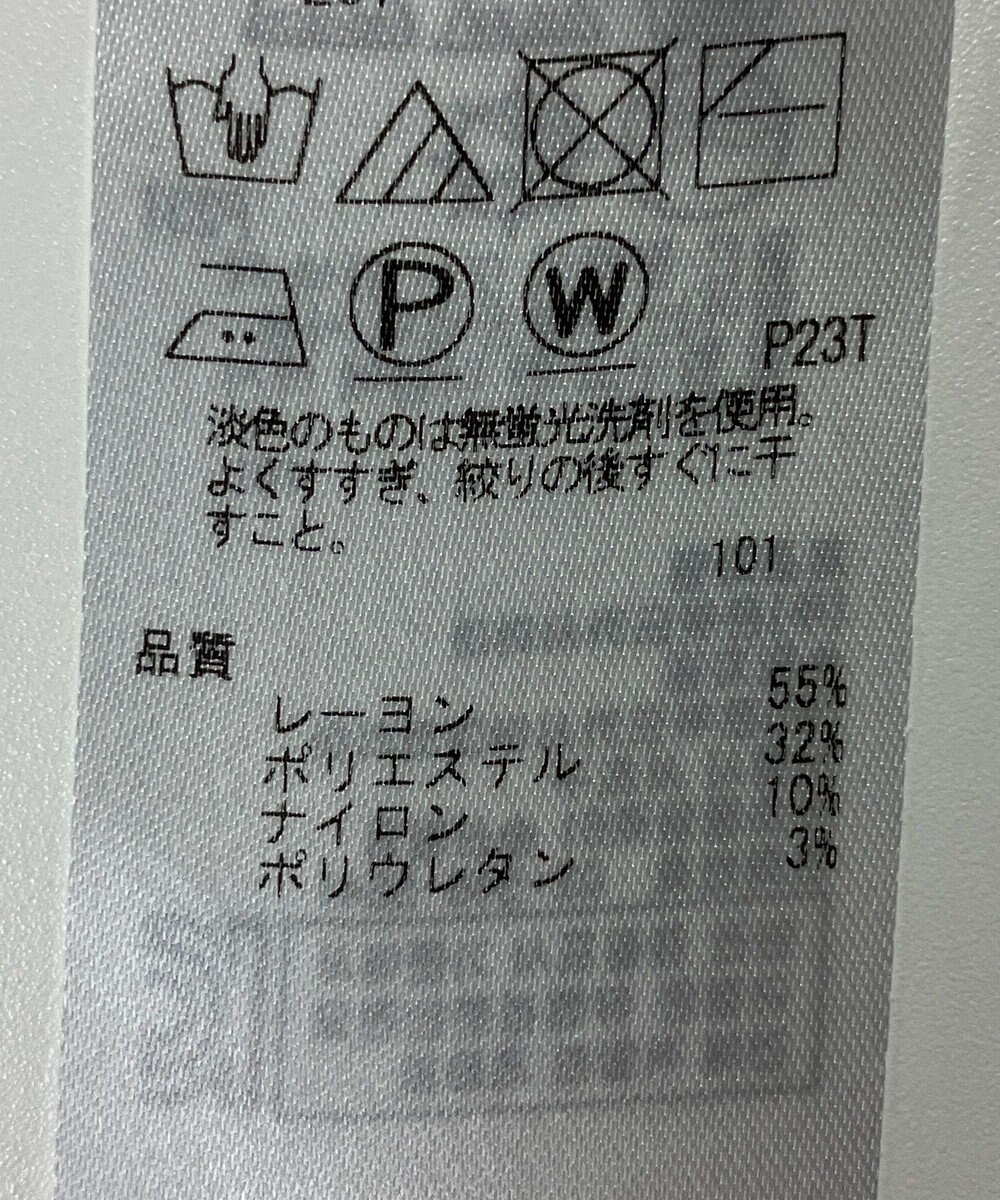 P
W
P23T
淡色のものは無蛍光洗剤を使用。
よくすすぎ、絞りの後すぐに干
すこと。
101
品質
レーヨン 55%
ポリエステル 32%
ナイロン 10%
ポリウレタン 3%